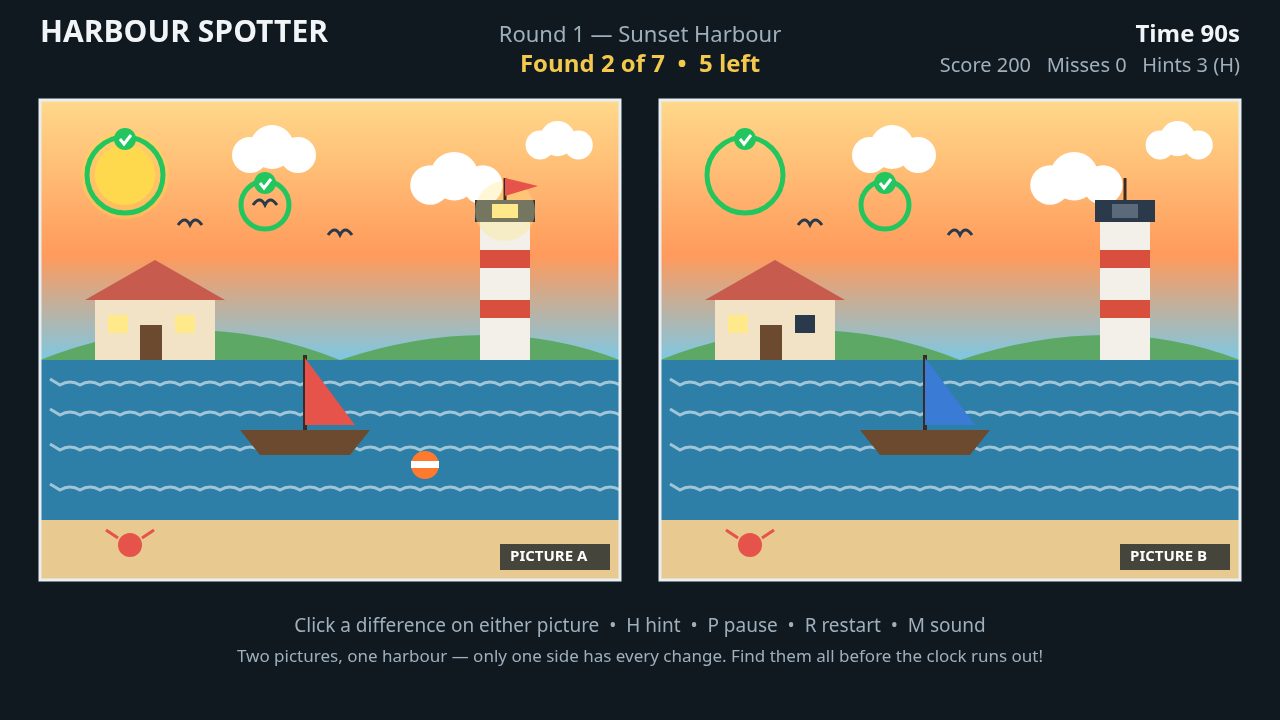 HARBOUR SPOTTER
Round 1 — Sunset Harbour
Found 2 of 7 • 5 left
Time 90s
Score 200 Misses 0 Hints 3 (H)
PICTURE A
PICTURE B
Click a difference on either picture • H hint • P pause • R restart • M sound
Two pictures, one harbour — only one side has every change. Find them all before the clock runs out!